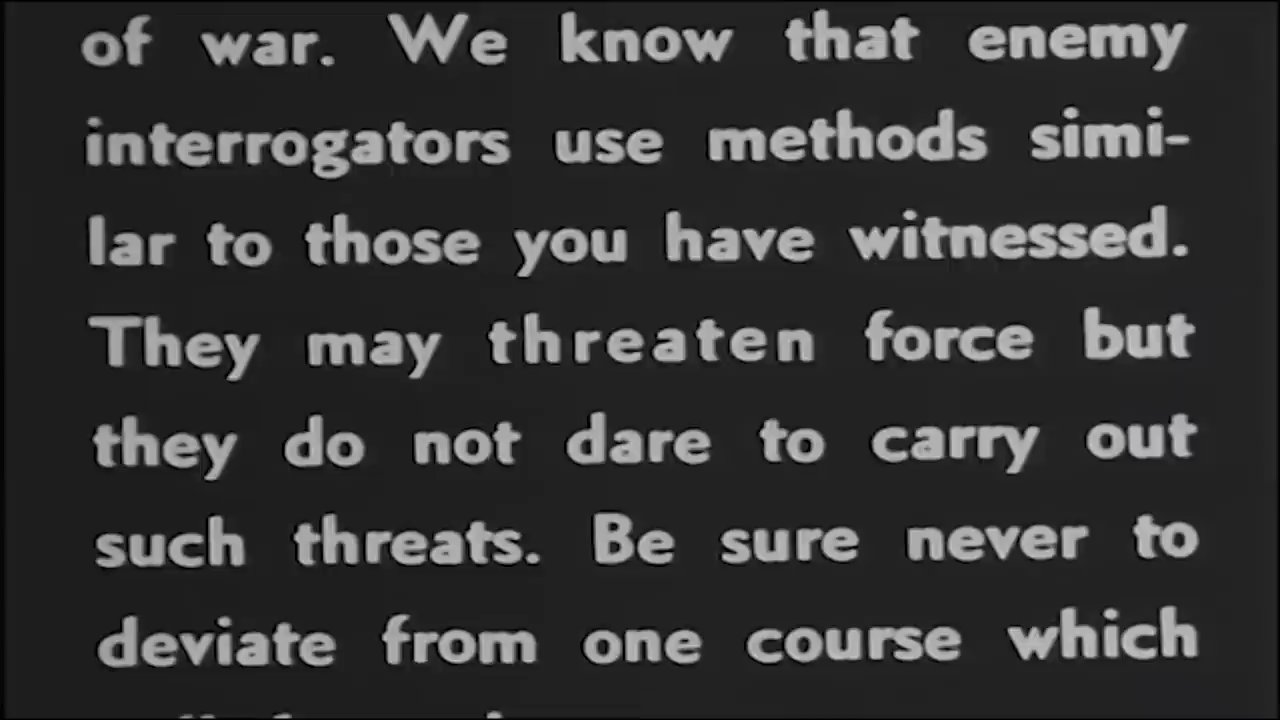 of war. We know that enemy
interrogators use methods simi-
lar to those you have witnessed.
They may threaten force but
they do not dare to carry out
such threats. Be sure never to
deviate from one course which